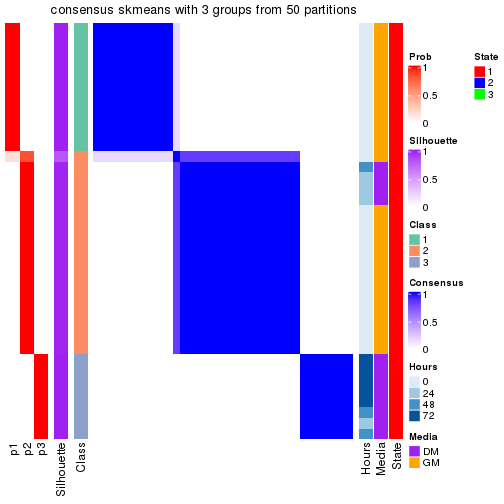 consensus skmeans with 3 groups from 50 partitions
p1
p2
p3
Silhouette
Class
Hours
Media
State
Prob
1
0.5
0
Silhouette
1
0.5
0
Class
1
2
3
Consensus
1
0.5
0
Hours
0
24
48
72
Media
DM
GM
State
1
2
3